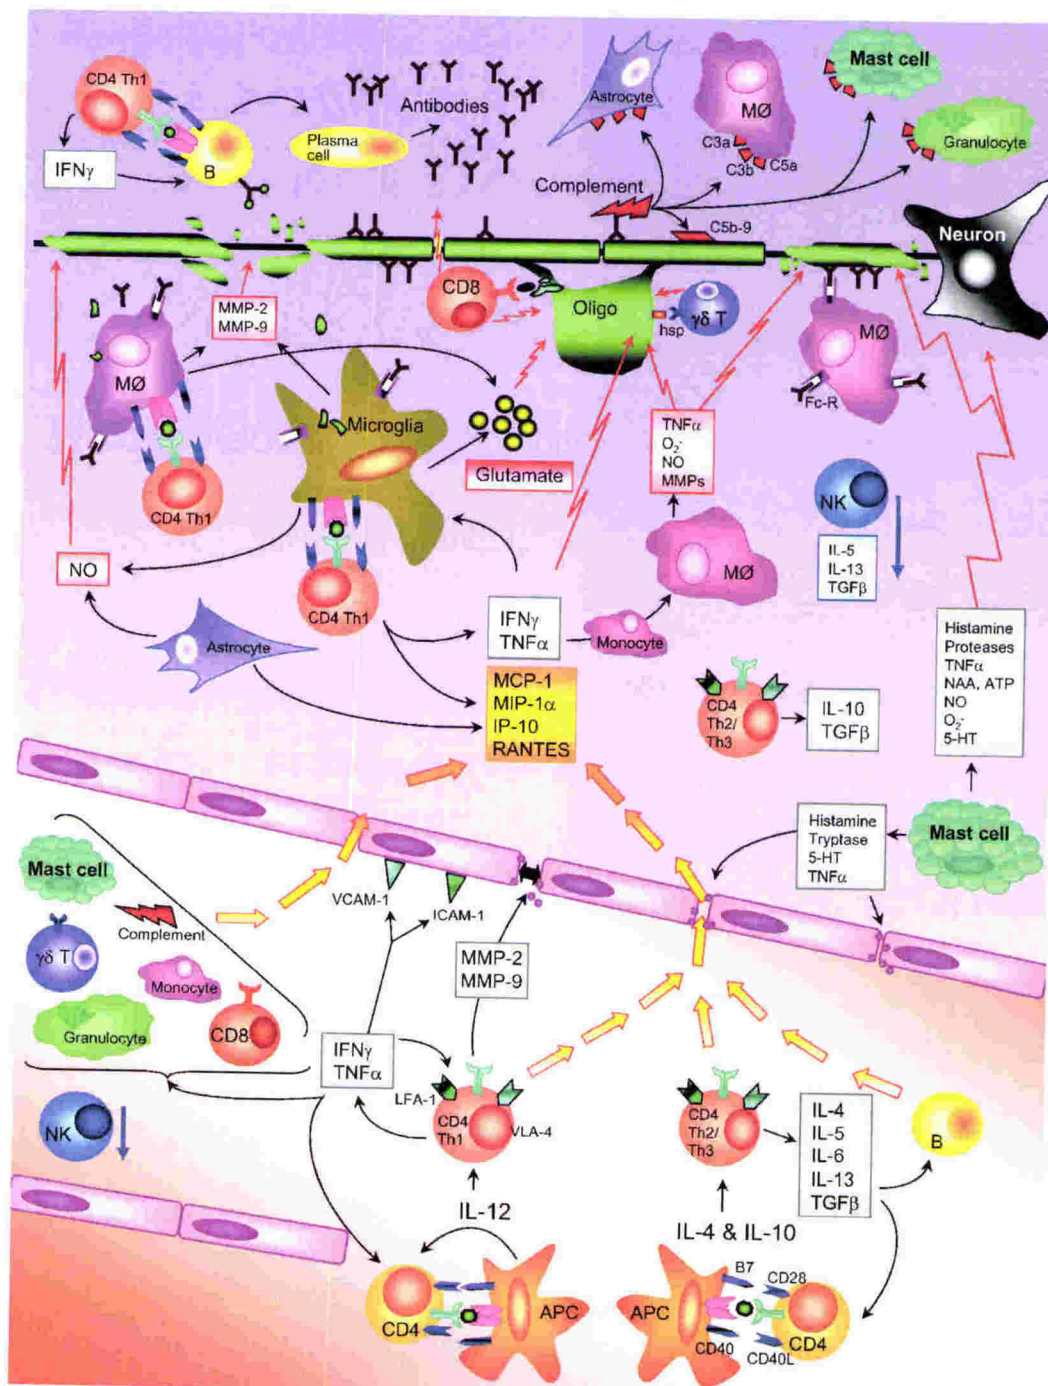 CD4 Th1
IFNγ
B
Plasma
cell
Antibodies
Astrocyte
MØ
C3a
C3b
C5a
Mast cell
Granulocyte
Complement
C5b-9
Neuron
MMP-2
MMP-9
CD8
Oligo
hsp
γδ T
MØ
Fc-R
MØ
CD4 Th1
Microglia
Glutamate
TNFα
O₂⁻
NO
MMPs
NK
IL-5
IL-13
TGFβ
NO
CD4 Th1
Astrocyte
IFNγ
TNFα
Monocyte
MØ
MCP-1
MIP-1α
IP-10
RANTES
CD4
Th2/
Th3
IL-10
TGFβ
Histamine
Proteases
TNFα
NAA, ATP
NO
O₂⁻
5-HT
Histamine
Tryptase
5-HT
TNFα
Mast cell
Mast cell
Complement
γδ T
Monocyte
Granulocyte
CD8
VCAM-1
ICAM-1
MMP-2
MMP-9
IFNγ
TNFα
LFA-1
CD4
Th1
VLA-4
NK
CD4
Th2/
Th3
IL-4
IL-5
IL-6
IL-13
TGFβ
B
IL-12
IL-4 & IL-10
CD4
APC
APC
B7
CD28
CD40
CD40L
CD4